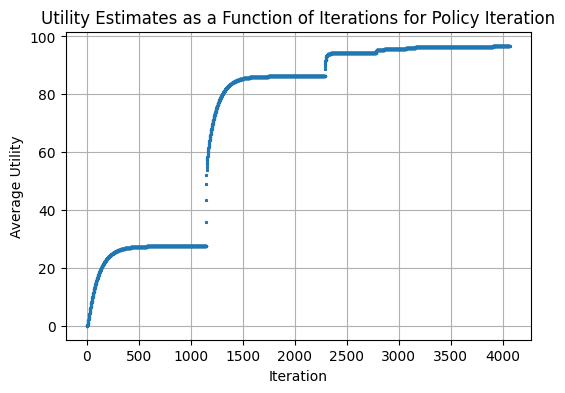 Utility Estimates as a Function of Iterations for Policy Iteration
100
80
60
40
20
0
Average Utility
0 500 1000 1500 2000 2500 3000 3500 4000
Iteration